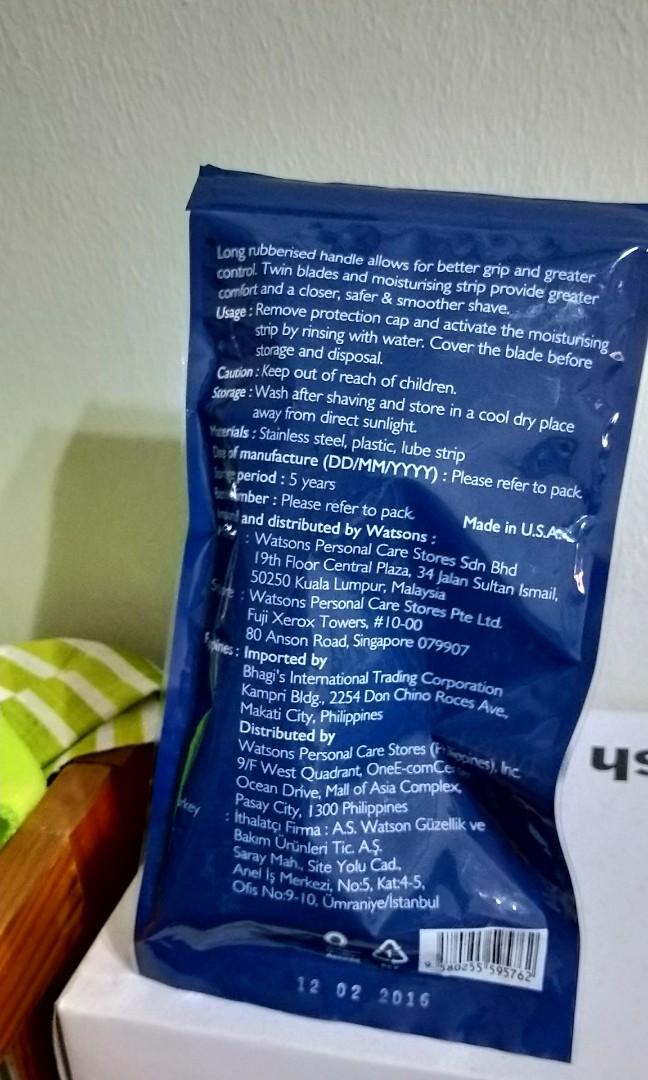 Long rubberised handle allows for better grip and greater
control. Twin blades and moisturising strip provide greater
comfort and a closer, safer & smoother shave.
Usage : Remove protection cap and activate the moisturising
strip by rinsing with water. Cover the blade before
storage and disposal.
Caution : Keep out of reach of children.
Storage : Wash after shaving and store in a cool dry place
away from direct sunlight.
: Stainless steel, plastic, lube strip
of manufacture (DD/MM/YYYY) : Please refer to pack
period : 5 years
: Please refer to pack
Made in U.S.A.
and distributed by Watsons :
: Watsons Personal Care Stores Sdn Bhd
19th Floor Central Plaza, 34 Jalan Sultan Ismail,
50250 Kuala Lumpur, Malaysia
: Watsons Personal Care Stores Pte Ltd.
Fuji Xerox Towers, #10-00
80 Anson Road, Singapore 079907
: Imported by
Bhagi's International Trading Corporation
Kampri Bldg., 2254 Don Chino Roces Ave.,
Makati City, Philippines
Distributed by
Watsons Personal Care Stores (Philippines), Inc.
9/F West Quadrant,
Ocean Drive, Mall of Asia Complex,
Pasay City, 1300 Philippines
: İthalatçı Firma : A.S. Watson Güzellik ve
Bakım Ürünleri Tic. A.Ş.
Saray Mah. Site Yolu Cad.,
Anel İş Merkezi, No:5, Kat:4-5,
Ofis No:9-10, Ümraniye/İstanbul
9 580255 595762
12 02 2016